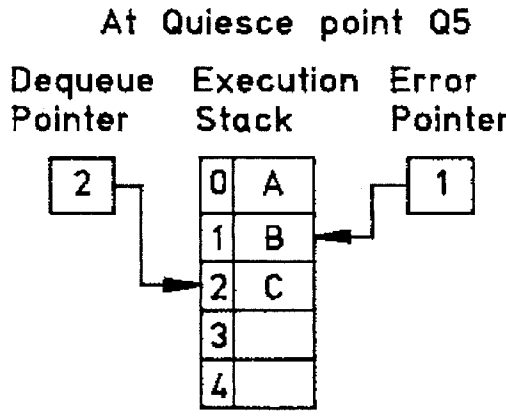 At Quiesce point Q5
Dequeue Execution Error
Pointer Stack Pointer
2 0 A 1
1 B
2 C
3
4